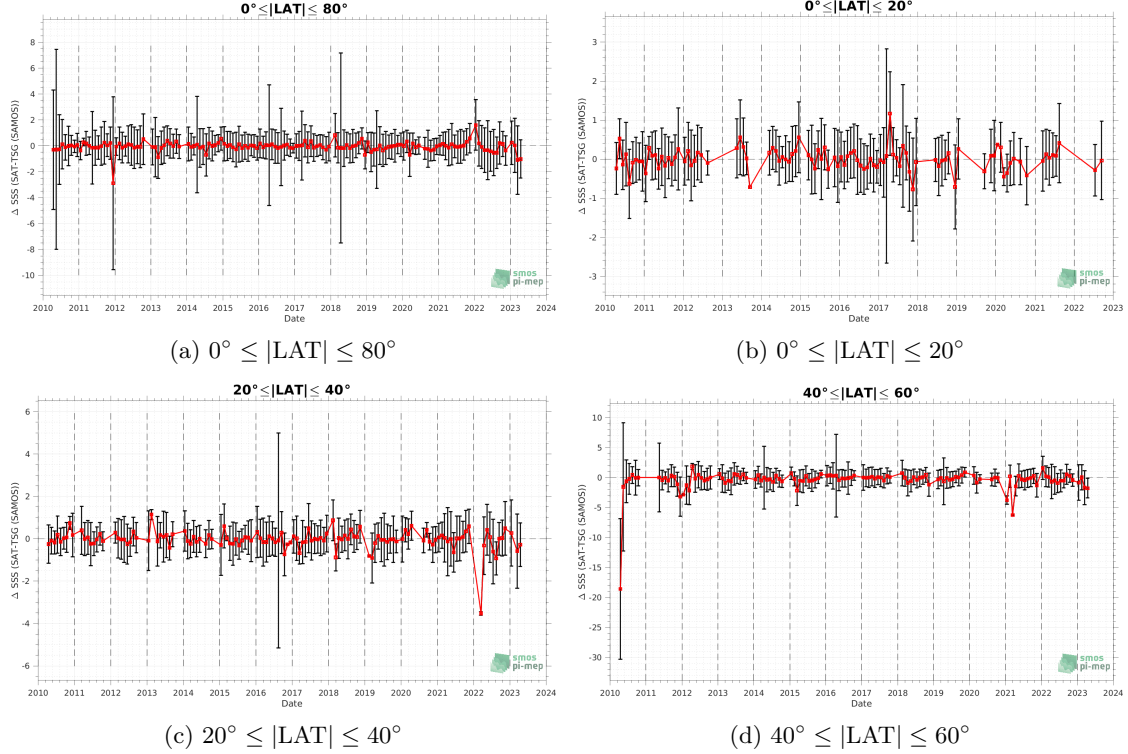 0°≤|LAT|≤ 80°
Δ SSS (SAT-TSG (SAMOS))
8
6
4
2
0
-2
-4
-6
-8
-10
2010 2011 2012 2013 2014 2015 2016 2017 2018 2019 2020 2021 2022 2023 2024
Date
smos
pi-mep
(a) 0° ≤ |LAT| ≤ 80°
0°≤|LAT|≤ 20°
Δ SSS (SAT-TSG (SAMOS))
3
2
1
0
-1
-2
-3
2010 2011 2012 2013 2014 2015 2016 2017 2018 2019 2020 2021 2022 2023
Date
smos
pi-mep
(b) 0° ≤ |LAT| ≤ 20°
20°≤|LAT|≤ 40°
Δ SSS (SAT-TSG (SAMOS))
6
4
2
0
-2
-4
-6
2010 2011 2012 2013 2014 2015 2016 2017 2018 2019 2020 2021 2022 2023 2024
Date
smos
pi-mep
(c) 20° ≤ |LAT| ≤ 40°
40°≤|LAT|≤ 60°
Δ SSS (SAT-TSG (SAMOS))
10
5
0
-5
-10
-15
-20
-25
-30
2010 2011 2012 2013 2014 2015 2016 2017 2018 2019 2020 2021 2022 2023 2024
Date
smos
pi-mep
(d) 40° ≤ |LAT| ≤ 60°